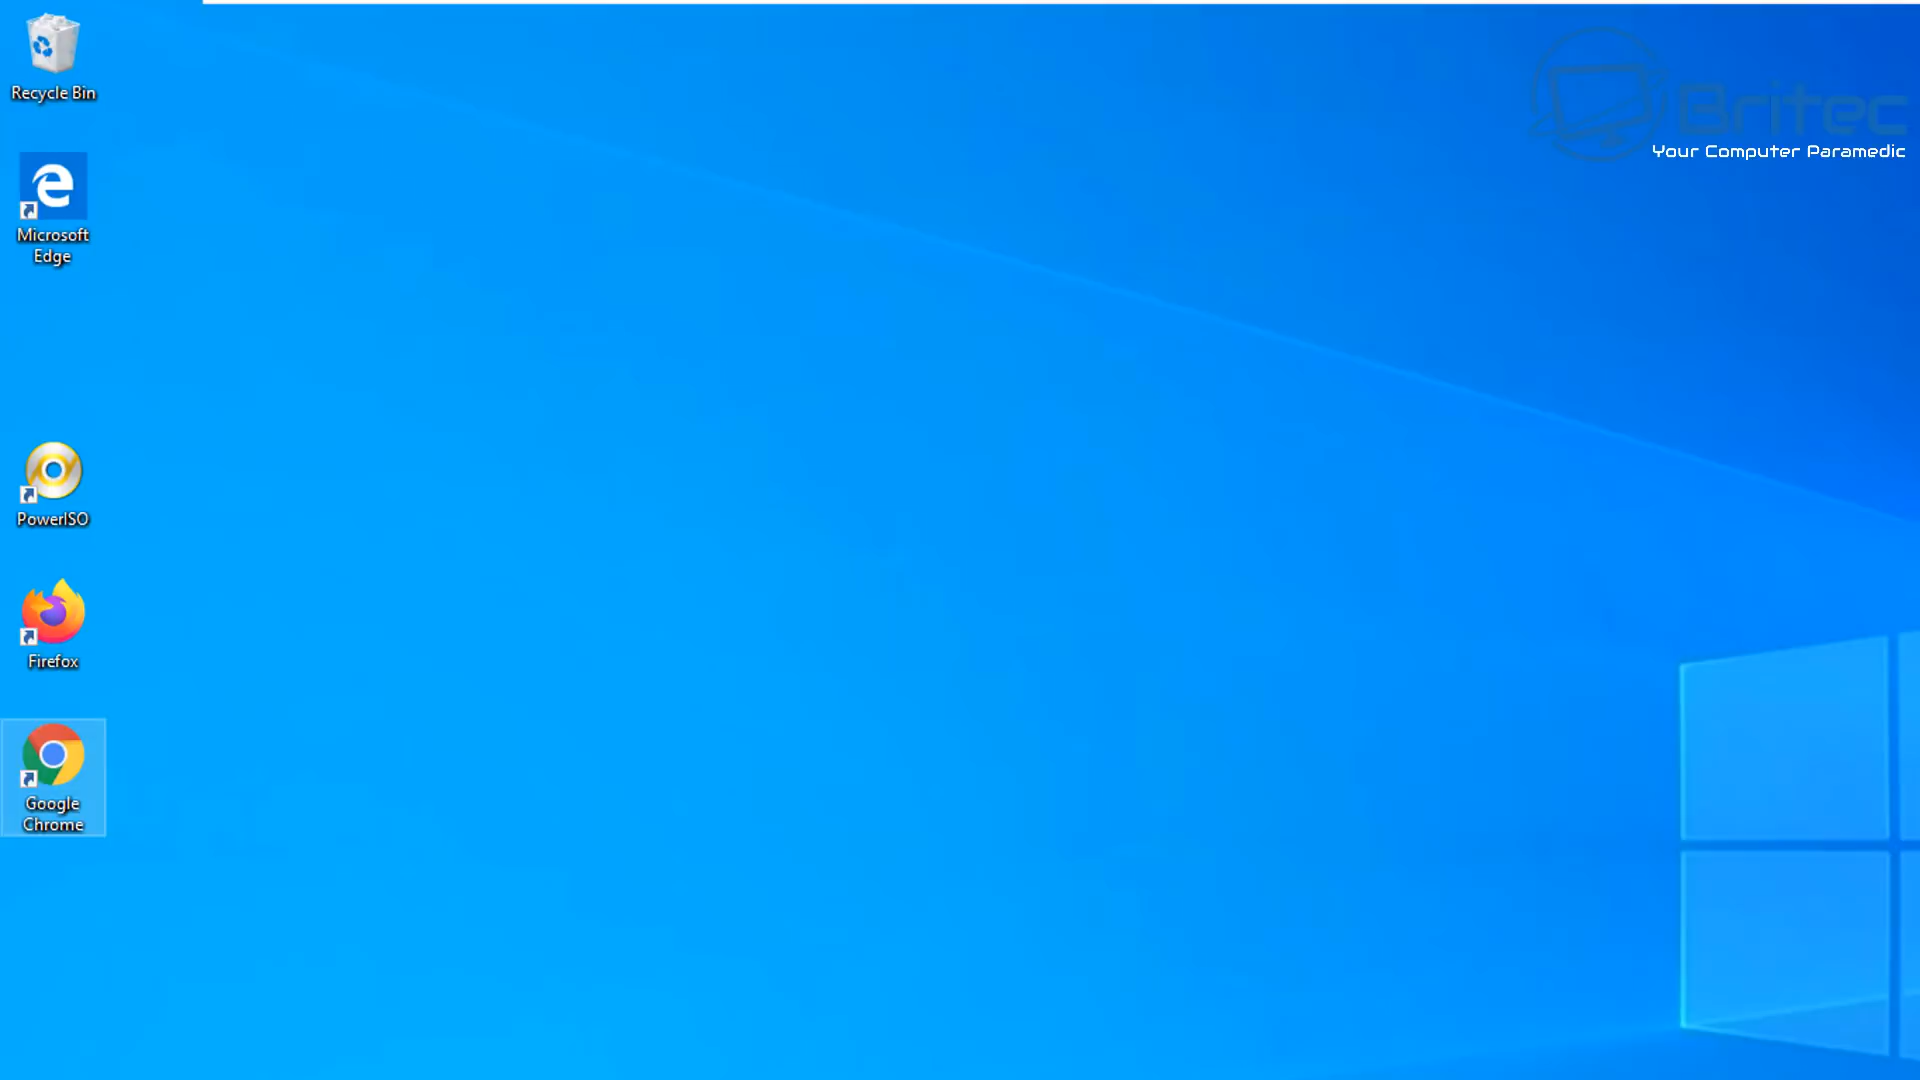 Recycle Bin
Britec
Your Computer Paramedic
Microsoft
Edge
PowerISO
Firefox
Google
Chrome